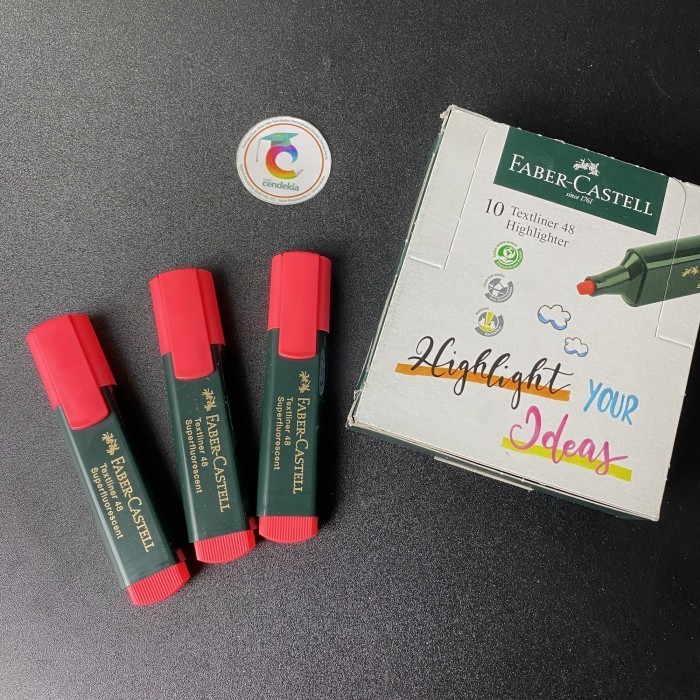 cendekia
FABER-CASTELL
since 1761
10 Textliner 48
Highlighter
Highlight YOUR
Ideas
FABER-CASTELL
Textliner 48
Superfluorescent
FABER-CASTELL
Textliner 48
Superfluorescent
FABER-CASTELL
Textliner 48
Superfluorescent